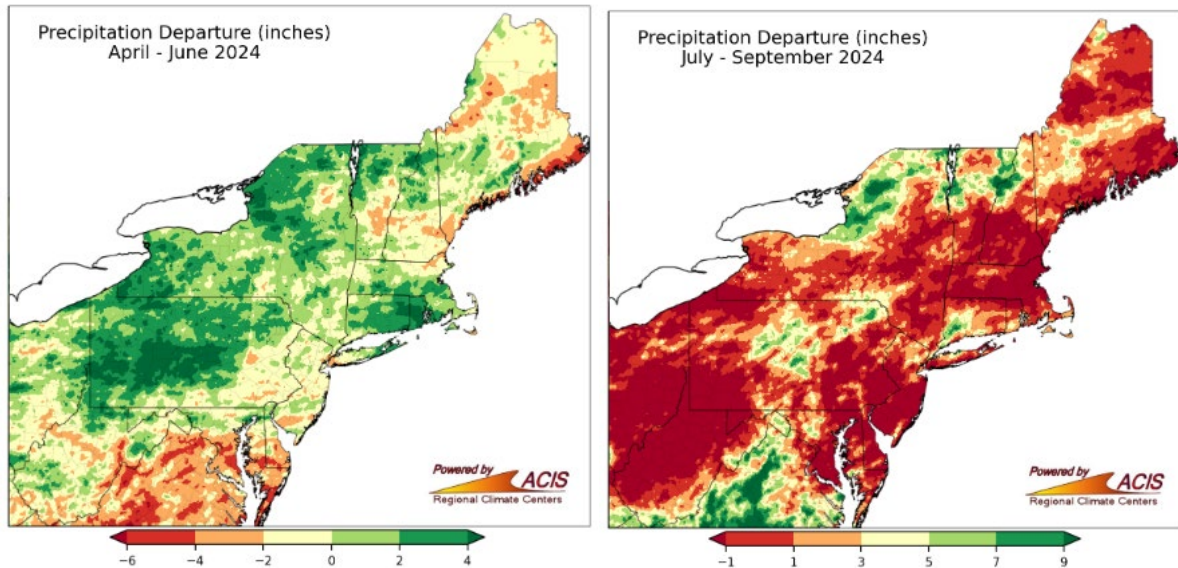 Precipitation Departure (inches)
April - June 2024
Powered by
ACIS
Regional Climate Centers
−6 −4 −2 0 2 4
Precipitation Departure (inches)
July - September 2024
Powered by
ACIS
Regional Climate Centers
−1 1 3 5 7 9